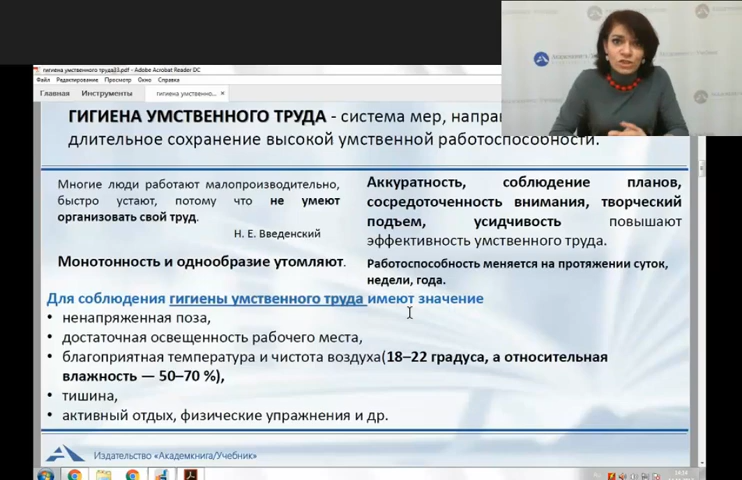 гигиена умственного труда33.pdf - Adobe Acrobat Reader DC
Файл Редактирование Просмотр Окно Справка
Главная Инструменты гигиена умственно... ×
ГИГИЕНА УМСТВЕННОГО ТРУДА - система мер, направ
длительное сохранение высокой умственной работоспособности.
Многие люди работают малопроизводительно,
быстро устают, потому что не умеют
организовать свой труд.
Н. Е. Введенский
Монотонность и однообразие утомляют.
Аккуратность, соблюдение планов,
сосредоточенность внимания, творческий
подъем, усидчивость повышают
эффективность умственного труда.
Работоспособность меняется на протяжении суток,
недели, года.
Для соблюдения гигиены умственного труда имеют значение
• ненапряженная поза,
• достаточная освещенность рабочего места,
• благоприятная температура и чистота воздуха(18–22 градуса, а относительная
влажность — 50–70 %),
• тишина,
• активный отдых, физические упражнения и др.
Издательство «Академкнига/Учебник»
14:14